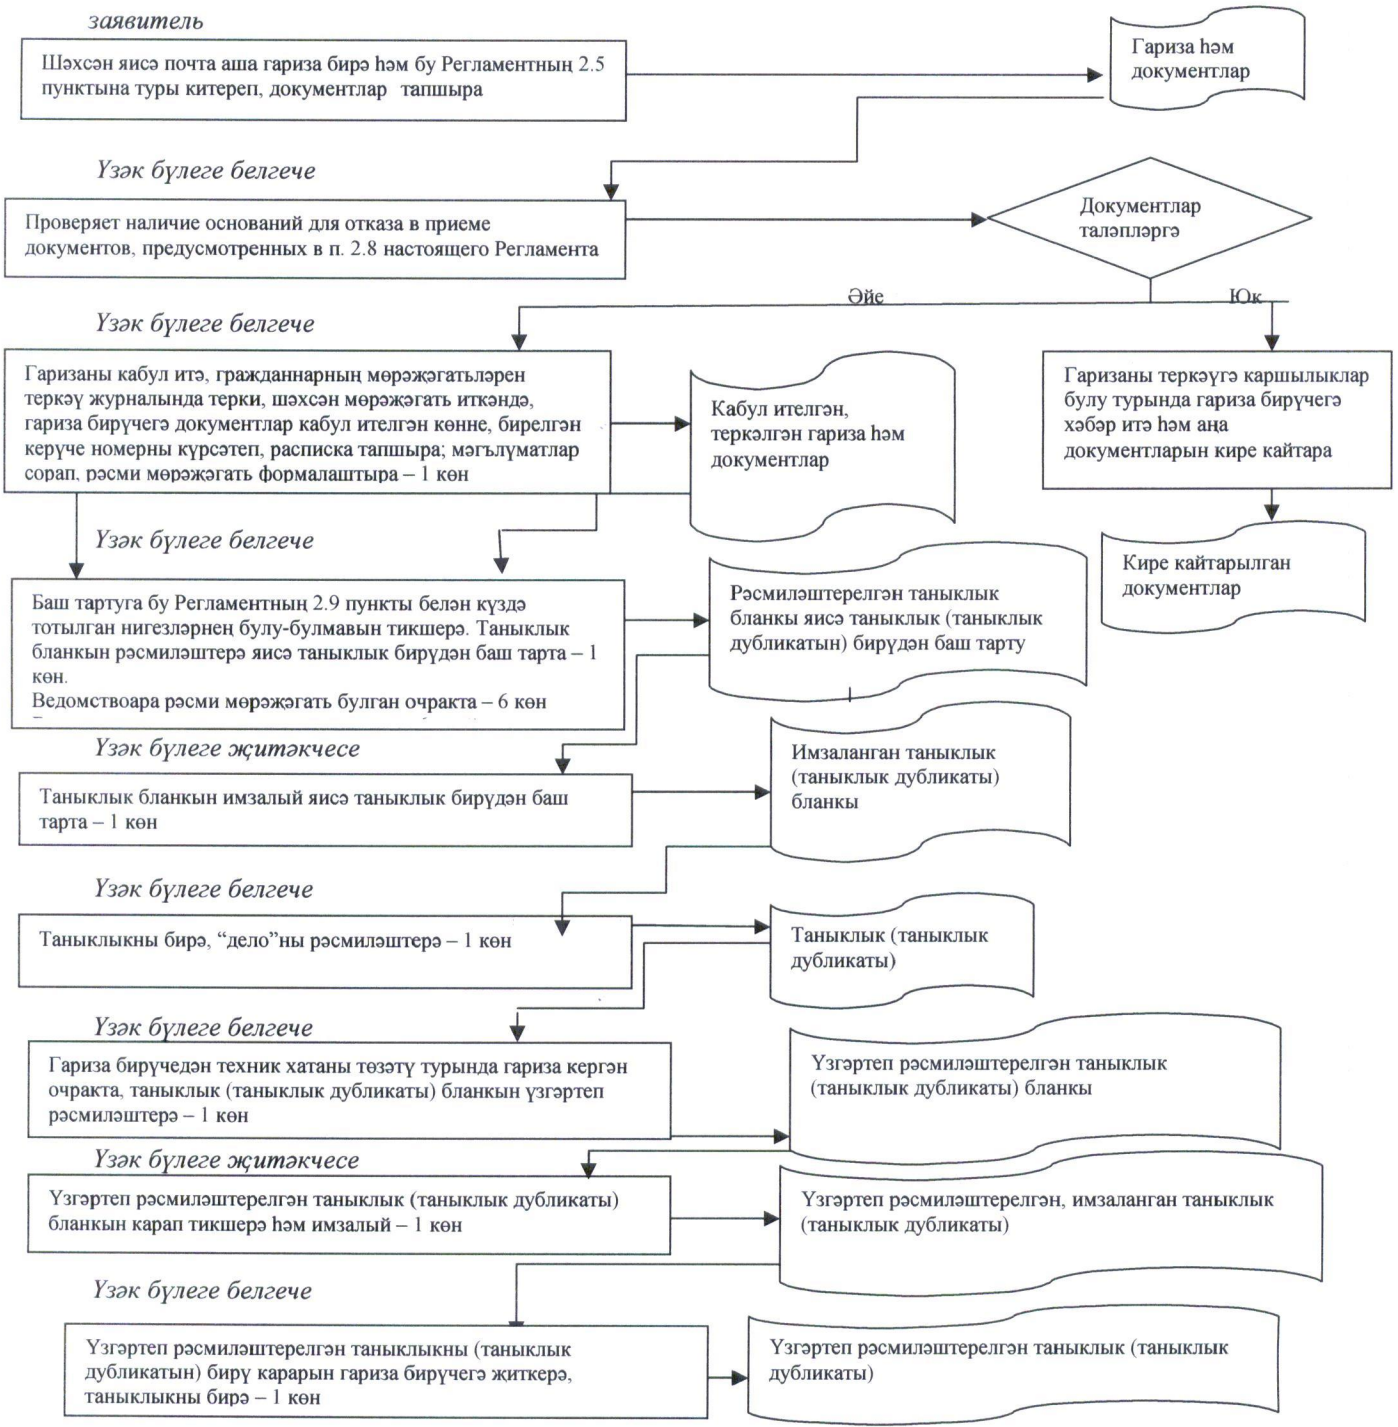 заявитель
Шәхсән яисә почта аша гариза бирә һәм бу Регламентның 2.5
пунктына туры китереп, документлар тапшыра
Гариза һәм
документлар
Үзәк бүлеге белгече
Проверяет наличие оснований для отказа в приеме
документов, предусмотренных в п. 2.8 настоящего Регламента
Документлар
таләпләргә
Әйе
Юк
Үзәк бүлеге белгече
Гаризаны кабул итә, гражданнарның мөрәҗәгатьләрен
теркәү журналында терки, шәхсән мөрәҗәгать иткәндә,
гариза бирүчегә документлар кабул ителгән көнне, бирелгән
керүче номерны күрсәтеп, расписка тапшыра; мәгълүматлар
сорап, рәсми мөрәҗәгать формалаштыра – 1 көн
Кабул ителгән,
теркәлгән гариза һәм
документлар
Гаризаны теркәүгә каршылыклар
булу турында гариза бирүчегә
хәбәр итә һәм аңа
документларын кире кайтара
Үзәк бүлеге белгече
Кире кайтарылган
документлар
Баш тартуга бу Регламентның 2.9 пункты белән күздә
тотылган нигезләрнең булу-булмавын тикшерә. Таныклык
бланкын рәсмиләштерә яисә таныклык бирүдән баш тарта – 1
көн.
Ведомствоара рәсми мөрәҗәгать булган очракта – 6 көн
Рәсмиләштерелгән таныклык
бланкы яисә таныклык (таныклык
дубликатын) бирүдән баш тарту
Үзәк бүлеге җитәкчесе
Таныклык бланкын имзалый яисә таныклык бирүдән баш
тарта – 1 көн
Имзаланган таныклык
(таныклык дубликаты)
бланкы
Үзәк бүлеге белгече
Таныклыкны бирә, “дело”ны рәсмиләштерә – 1 көн
Таныклык (таныклык
дубликаты)
Үзәк бүлеге белгече
Гариза бирүчедән техник хатаны төзәтү турында гариза кергән
очракта, таныклык (таныклык дубликаты) бланкын үзгәртеп
рәсмиләштерә – 1 көн
Үзгәртеп рәсмиләштерелгән таныклык
(таныклык дубликаты) бланкы
Үзәк бүлеге җитәкчесе
Үзгәртеп рәсмиләштерелгән таныклык (таныклык дубликаты)
бланкын карап тикшерә һәм имзалый – 1 көн
Үзгәртеп рәсмиләштерелгән, имзаланган таныклык
(таныклык дубликаты)
Үзәк бүлеге белгече
Үзгәртеп рәсмиләштерелгән таныклыкны (таныклык
дубликатын) бирү карарын гариза бирүчегә җиткерә,
таныклыкны бирә – 1 көн
Үзгәртеп рәсмиләштерелгән таныклык (таныклык
дубликаты)